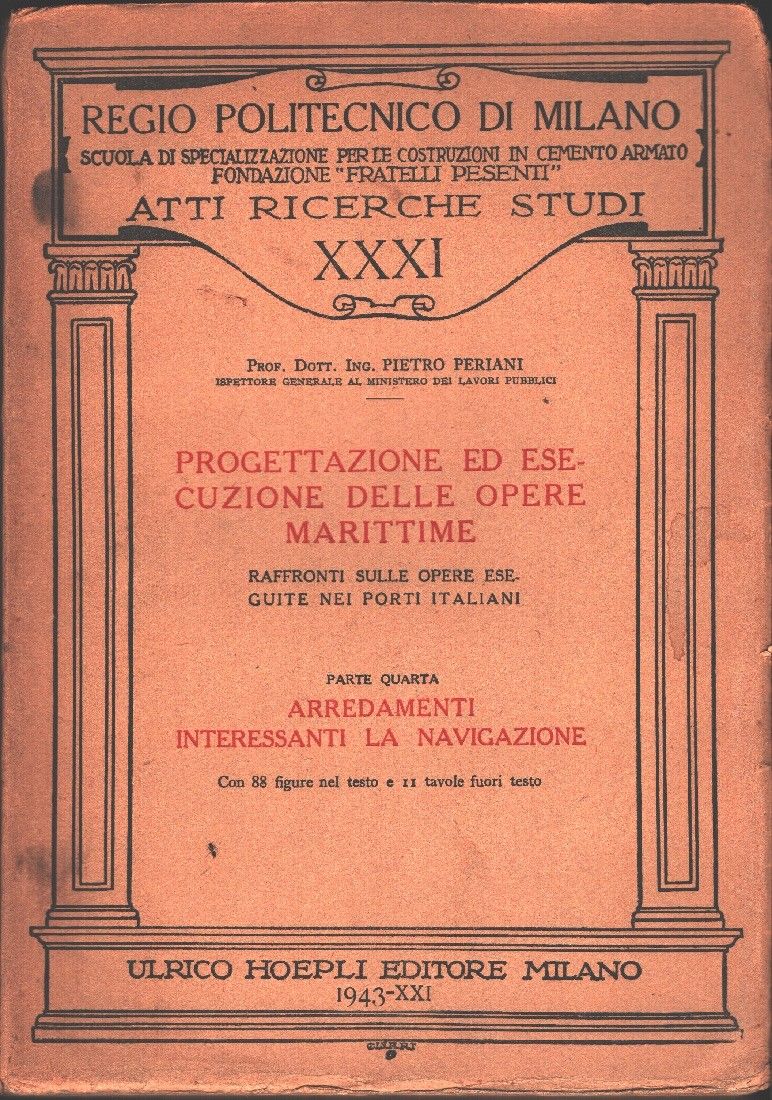 REGIO POLITECNICO DI MILANO
SCUOLA DI SPECIALIZZAZIONE PER LE COSTRUZIONI IN CEMENTO ARMATO
FONDAZIONE "FRATELLI PESENTI"
ATTI RICERCHE STUDI
XXXI
PROF. DOTT. ING. PIETRO PERIANI
ISPETTORE GENERALE AL MINISTERO DEI LAVORI PUBBLICI
PROGETTAZIONE ED ESE-
CUZIONE DELLE OPERE
MARITTIME
RAFFRONTI SULLE OPERE ESE-
GUITE NEI PORTI ITALIANI
PARTE QUARTA
ARREDAMENTI
INTERESSANTI LA NAVIGAZIONE
Con 88 figure nel testo e 11 tavole fuori testo
ULRICO HOEPLI EDITORE MILANO
1943-XXI